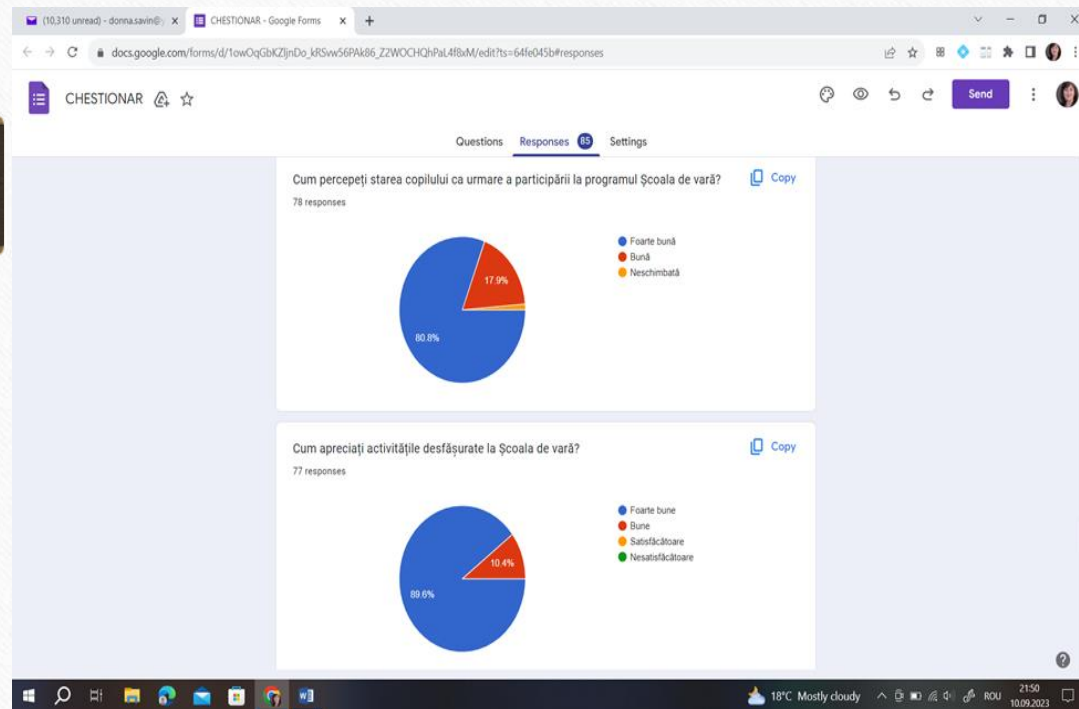 (10,310 unread) - donna.savin@
CHESTIONAR - Google Forms
docs.google.com/forms/d/1owOqGbKZljnDo_kRSvw56PAk86_Z2WOCHQhPaL4f8xM/edit?ts=64fe045b#responses
CHESTIONAR
Send
Questions Responses 85 Settings
Cum percepeți starea copilului ca urmare a participării la programul Școala de vară?
Copy
78 responses
Foarte bună
Bună
Neschimbată
17.9%
80.8%
Cum apreciați activitățile desfășurate la Școala de vară?
Copy
77 responses
Foarte bune
Bune
Satisfăcătoare
Nesatisfăcătoare
10.4%
89.6%
18°C Mostly cloudy
ROU
21:50
10.09.2023